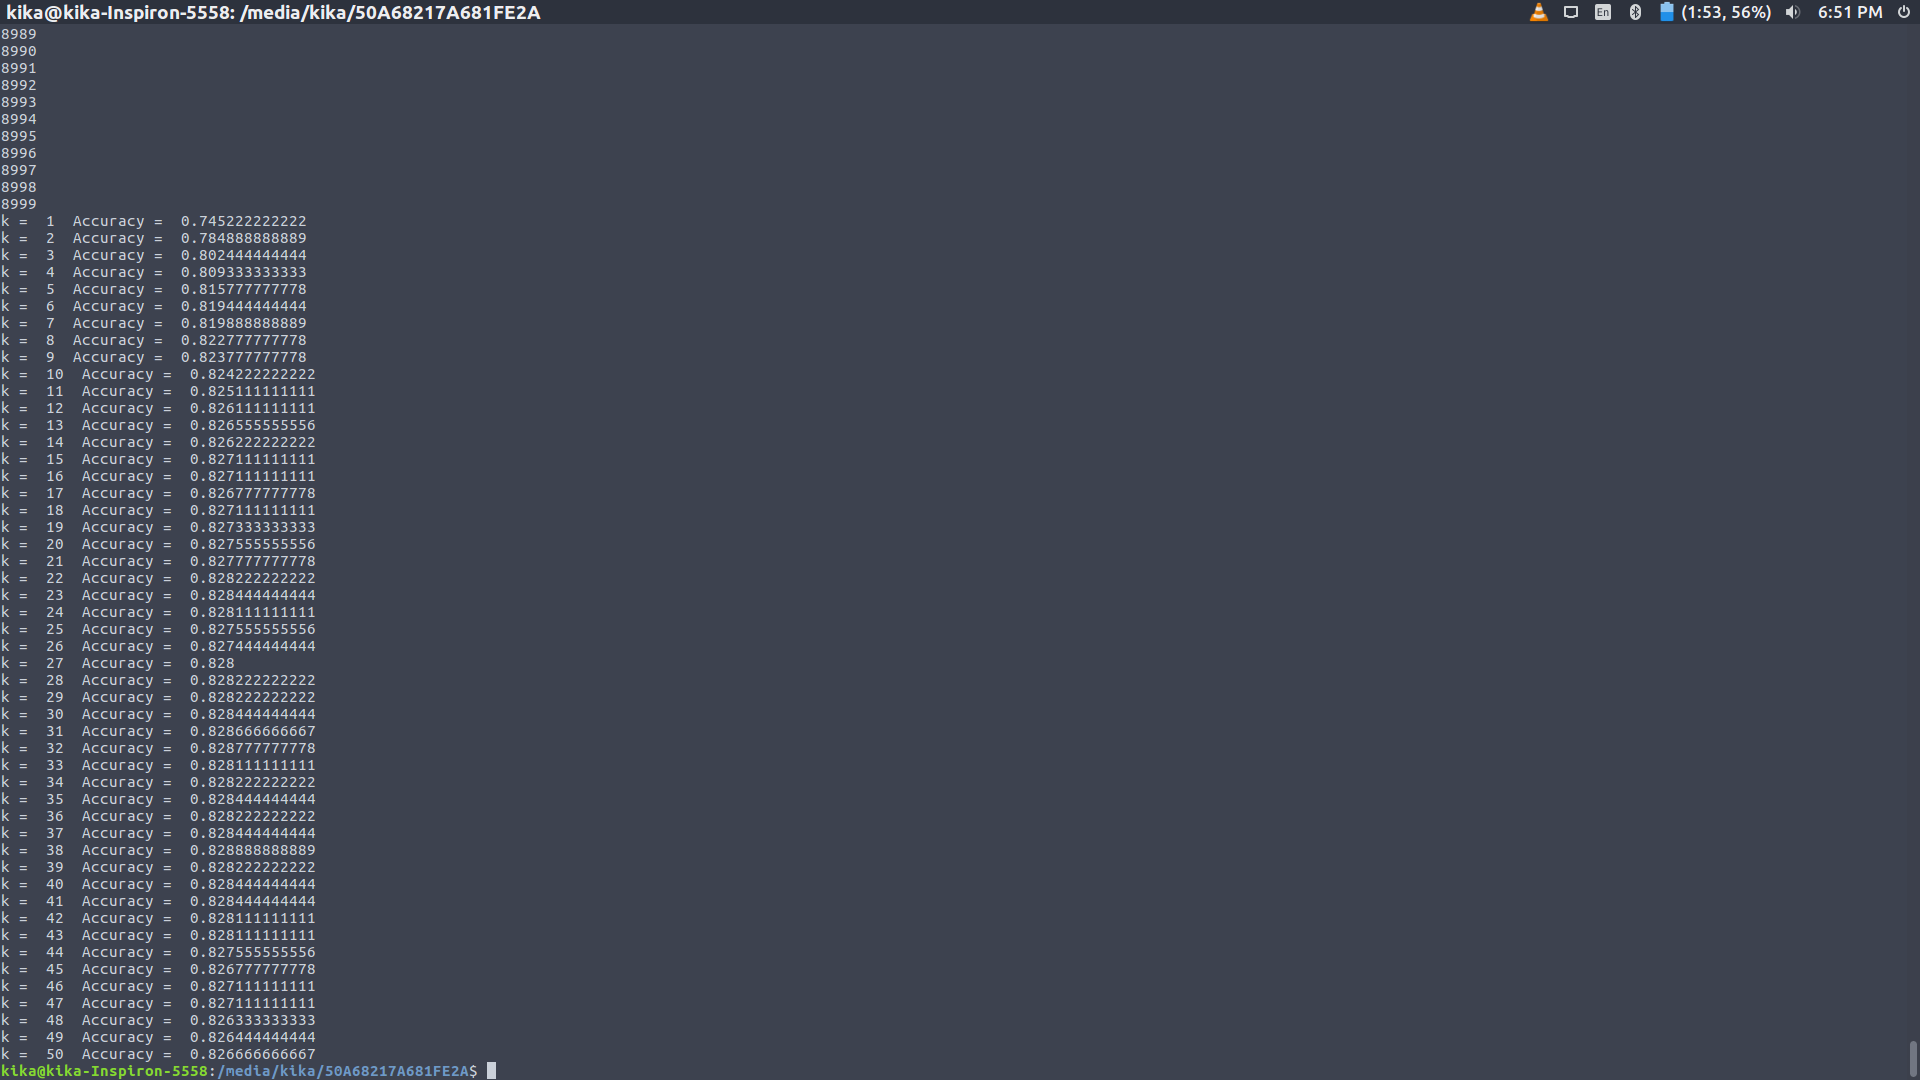 kika@kika-Inspiron-5558: /media/kika/50A68217A681FE2A En (1:53, 56%) 6:51 PM
8989
8990
8991
8992
8993
8994
8995
8996
8997
8998
8999
k =  1  Accuracy =  0.745222222222
k =  2  Accuracy =  0.784888888889
k =  3  Accuracy =  0.802444444444
k =  4  Accuracy =  0.809333333333
k =  5  Accuracy =  0.815777777778
k =  6  Accuracy =  0.819444444444
k =  7  Accuracy =  0.819888888889
k =  8  Accuracy =  0.822777777778
k =  9  Accuracy =  0.823777777778
k =  10  Accuracy =  0.824222222222
k =  11  Accuracy =  0.825111111111
k =  12  Accuracy =  0.826111111111
k =  13  Accuracy =  0.826555555556
k =  14  Accuracy =  0.826222222222
k =  15  Accuracy =  0.827111111111
k =  16  Accuracy =  0.827111111111
k =  17  Accuracy =  0.826777777778
k =  18  Accuracy =  0.827111111111
k =  19  Accuracy =  0.827333333333
k =  20  Accuracy =  0.827555555556
k =  21  Accuracy =  0.827777777778
k =  22  Accuracy =  0.828222222222
k =  23  Accuracy =  0.828444444444
k =  24  Accuracy =  0.828111111111
k =  25  Accuracy =  0.827555555556
k =  26  Accuracy =  0.827444444444
k =  27  Accuracy =  0.828
k =  28  Accuracy =  0.828222222222
k =  29  Accuracy =  0.828222222222
k =  30  Accuracy =  0.828444444444
k =  31  Accuracy =  0.828666666667
k =  32  Accuracy =  0.828777777778
k =  33  Accuracy =  0.828111111111
k =  34  Accuracy =  0.828222222222
k =  35  Accuracy =  0.828444444444
k =  36  Accuracy =  0.828222222222
k =  37  Accuracy =  0.828444444444
k =  38  Accuracy =  0.828888888889
k =  39  Accuracy =  0.828222222222
k =  40  Accuracy =  0.828444444444
k =  41  Accuracy =  0.828444444444
k =  42  Accuracy =  0.828111111111
k =  43  Accuracy =  0.828111111111
k =  44  Accuracy =  0.827555555556
k =  45  Accuracy =  0.826777777778
k =  46  Accuracy =  0.827111111111
k =  47  Accuracy =  0.827111111111
k =  48  Accuracy =  0.826333333333
k =  49  Accuracy =  0.826444444444
k =  50  Accuracy =  0.826666666667
kika@kika-Inspiron-5558:/media/kika/50A68217A681FE2A$